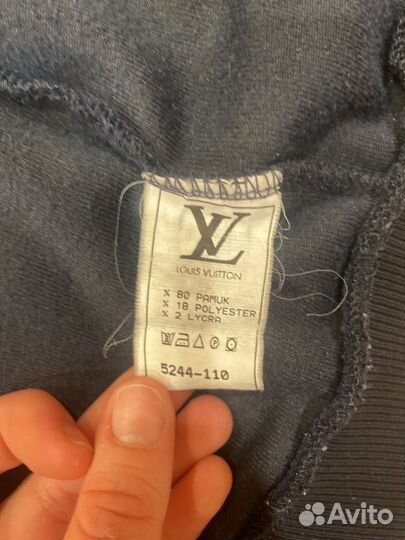 LV
LOUIS VUITTON
% 80 PAMUK
% 18 POLYESTER
% 2 LYCRA
5244-110
Avito